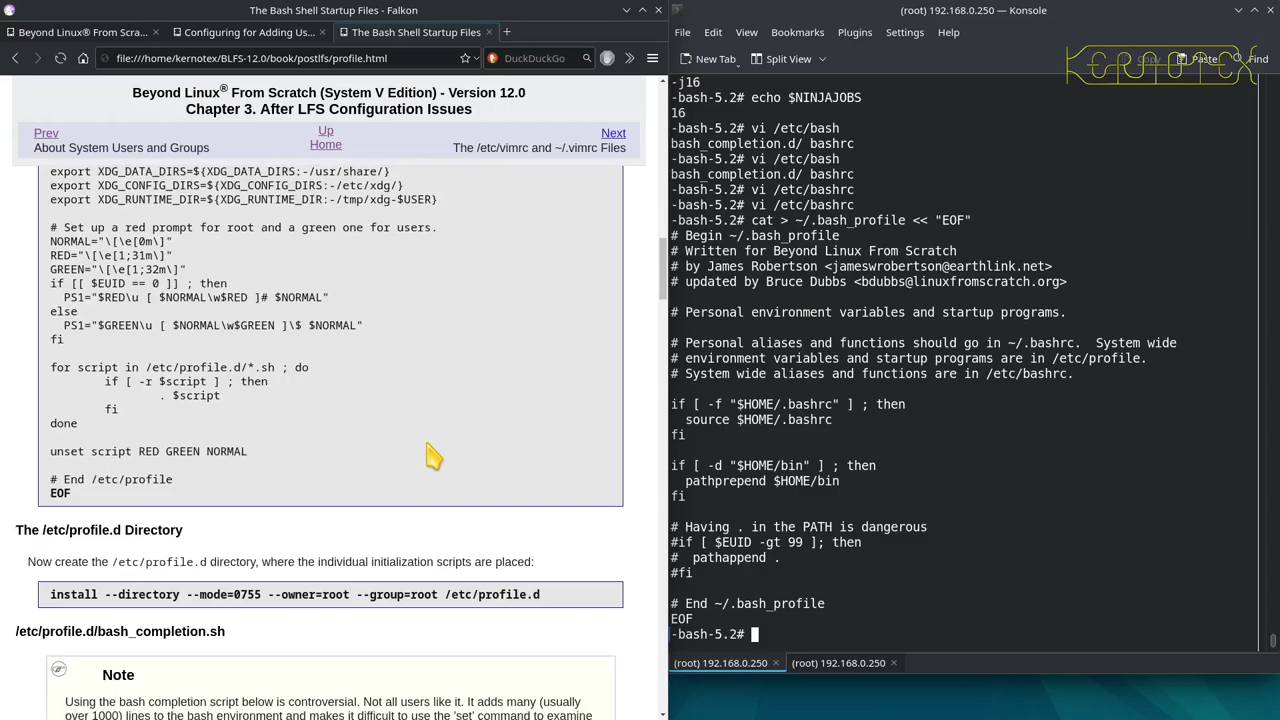 The Bash Shell Startup Files - Falkon
Beyond Linux® From Scra...
Configuring for Adding Us...
The Bash Shell Startup Files
file:///home/kernotex/BLFS-12.0/book/postlfs/profile.html
DuckDuckGo
Beyond Linux® From Scratch (System V Edition) - Version 12.0
Chapter 3. After LFS Configuration Issues
Prev
Up
Next
About System Users and Groups
Home
The /etc/vimrc and ~/.vimrc Files
export XDG_DATA_DIRS=${XDG_DATA_DIRS:-/usr/share/}
export XDG_CONFIG_DIRS=${XDG_CONFIG_DIRS:-/etc/xdg/}
export XDG_RUNTIME_DIR=${XDG_RUNTIME_DIR:-/tmp/xdg-$USER}
# Set up a red prompt for root and a green one for users.
NORMAL="\[\e[0m\]"
RED="\[\e[1;31m\]"
GREEN="\[\e[1;32m\]"
if [[ $EUID == 0 ]] ; then
PS1="$RED\u [ $NORMAL\w$RED ]# $NORMAL"
else
PS1="$GREEN\u [ $NORMAL\w$GREEN ]\$ $NORMAL"
fi
for script in /etc/profile.d/*.sh ; do
if [ -r $script ] ; then
. $script
fi
done
unset script RED GREEN NORMAL
# End /etc/profile
EOF
The /etc/profile.d Directory
Now create the /etc/profile.d directory, where the individual initialization scripts are placed:
install --directory --mode=0755 --owner=root --group=root /etc/profile.d
/etc/profile.d/bash_completion.sh
Note
Using the bash completion script below is controversial. Not all users like it. It adds many (usually
over 1000) lines to the bash environment and makes it difficult to use the 'set' command to examine
(root) 192.168.0.250 — Konsole
File Edit View Bookmarks Plugins Settings Help
New Tab Split View Copy Paste Find
KERNOTEX
-j16
-bash-5.2# echo $NINJAJOBS
16
-bash-5.2# vi /etc/bash
bash_completion.d/ bashrc
-bash-5.2# vi /etc/bash
bash_completion.d/ bashrc
-bash-5.2# vi /etc/bashrc
-bash-5.2# vi /etc/bashrc
-bash-5.2# cat > ~/.bash_profile << "EOF"
# Begin ~/.bash_profile
# Written for Beyond Linux From Scratch
# by James Robertson <jameswrobertson@earthlink.net>
# updated by Bruce Dubbs <bdubbs@linuxfromscratch.org>
# Personal environment variables and startup programs.
# Personal aliases and functions should go in ~/.bashrc.  System wide
# environment variables and startup programs are in /etc/profile.
# System wide aliases and functions are in /etc/bashrc.
if [ -f "$HOME/.bashrc" ] ; then
source $HOME/.bashrc
fi
if [ -d "$HOME/bin" ] ; then
pathprepend $HOME/bin
fi
# Having . in the PATH is dangerous
#if [ $EUID -gt 99 ]; then
#  pathappend .
#fi
# End ~/.bash_profile
EOF
-bash-5.2#
(root) 192.168.0.250
(root) 192.168.0.250